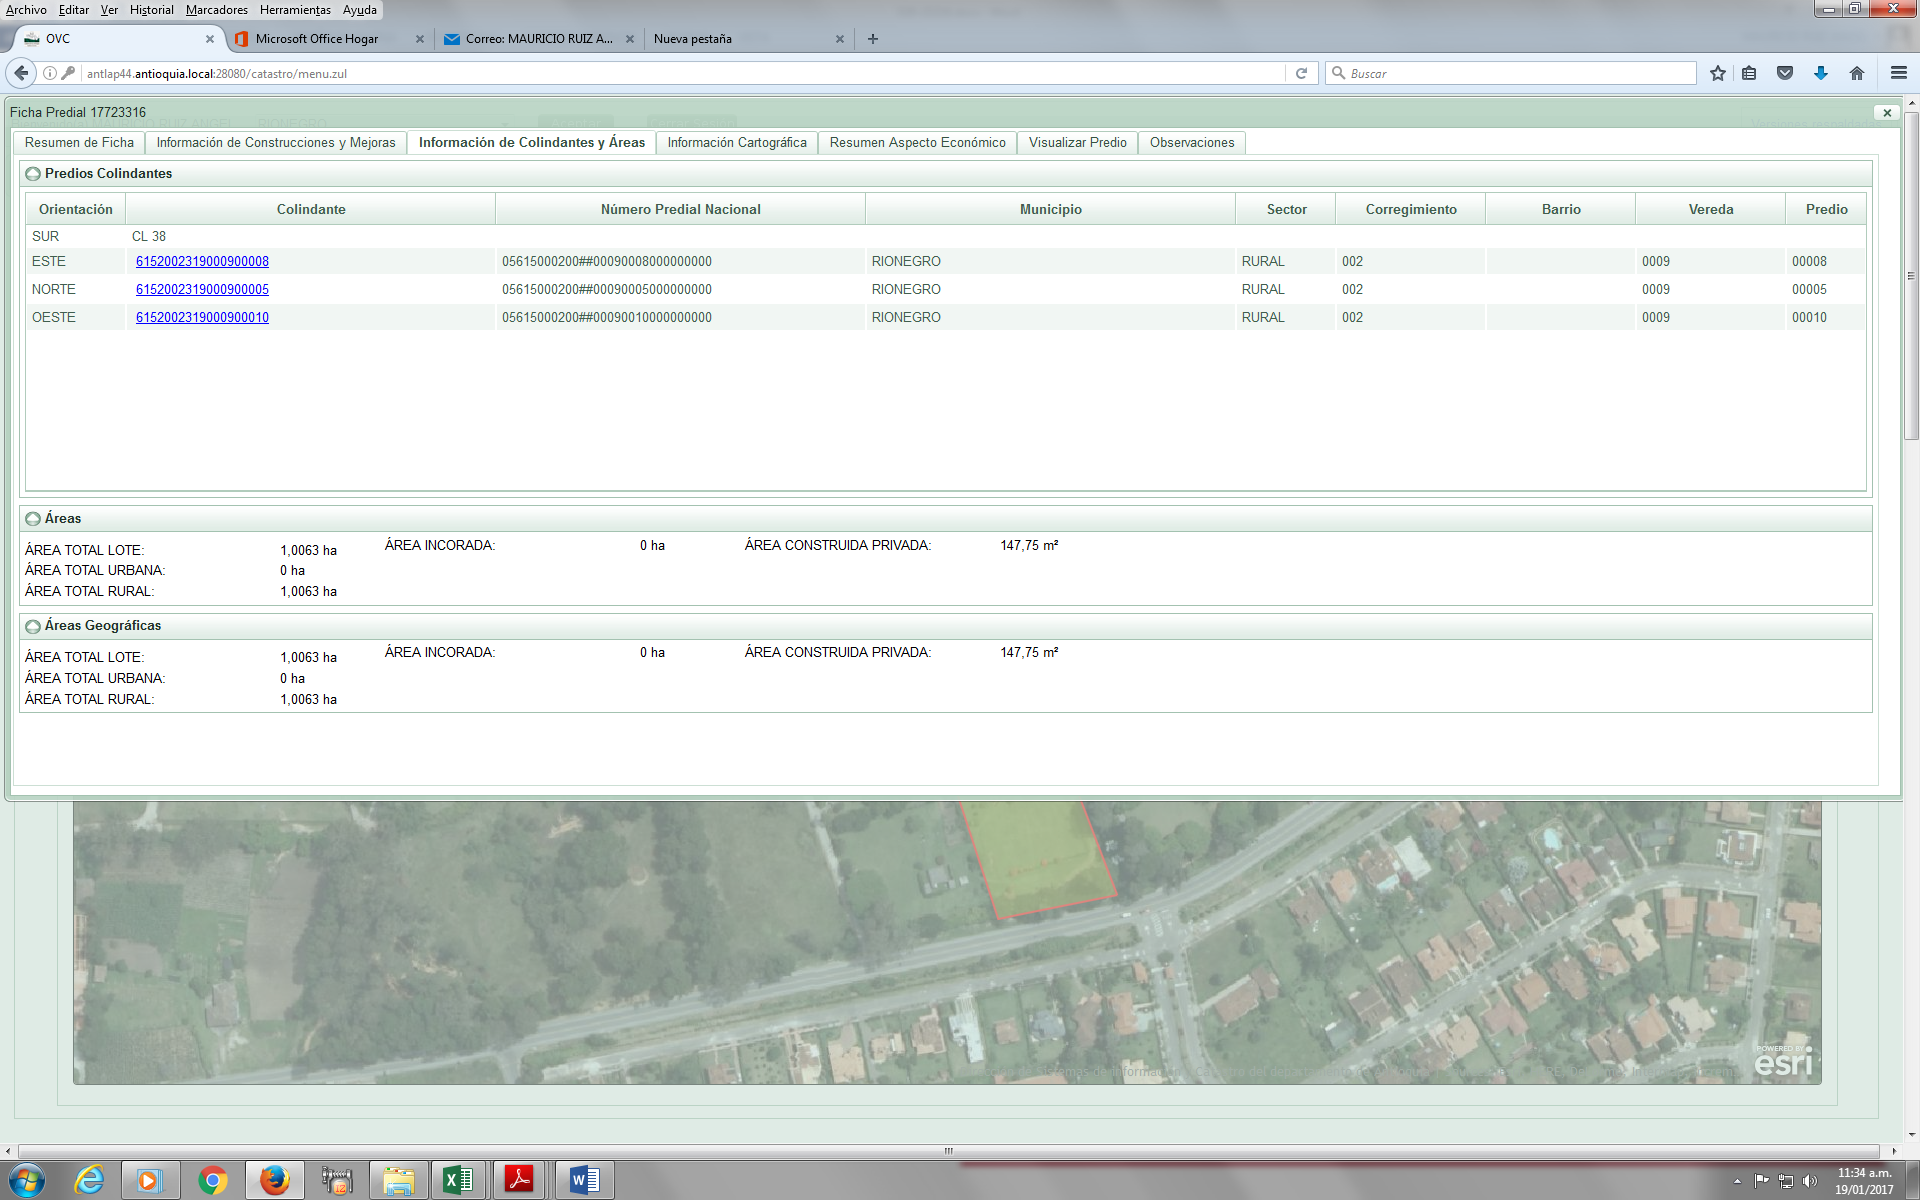 Archivo Editar Ver Historial Marcadores Herramientas Ayuda
OVC
Microsoft Office Hogar
Correo: MAURICIO RUIZ A...
Nueva pestaña
antlap44.antioquia.local:28080/catastro/menu.zul
Buscar
Ficha Predial 17723316
Resumen de Ficha
Información de Construcciones y Mejoras
Información de Colindantes y Áreas
Información Cartográfica
Resumen Aspecto Económico
Visualizar Predio
Observaciones
Predios Colindantes
Orientación Colindante Número Predial Nacional Municipio Sector Corregimiento Barrio Vereda Predio
SUR CL 38
ESTE 6152002319000900008 05615000200##00090008000000000 RIONEGRO RURAL 002 0009 00008
NORTE 6152002319000900005 05615000200##00090005000000000 RIONEGRO RURAL 002 0009 00005
OESTE 6152002319000900010 05615000200##00090010000000000 RIONEGRO RURAL 002 0009 00010
Áreas
ÁREA TOTAL LOTE: 1,0063 ha ÁREA INCORADA: 0 ha ÁREA CONSTRUIDA PRIVADA: 147,75 m²
ÁREA TOTAL URBANA: 0 ha
ÁREA TOTAL RURAL: 1,0063 ha
Áreas Geográficas
ÁREA TOTAL LOTE: 1,0063 ha ÁREA INCORADA: 0 ha ÁREA CONSTRUIDA PRIVADA: 147,75 m²
ÁREA TOTAL URBANA: 0 ha
ÁREA TOTAL RURAL: 1,0063 ha
POWERED BY
esri
11:34 a.m.
19/01/2017